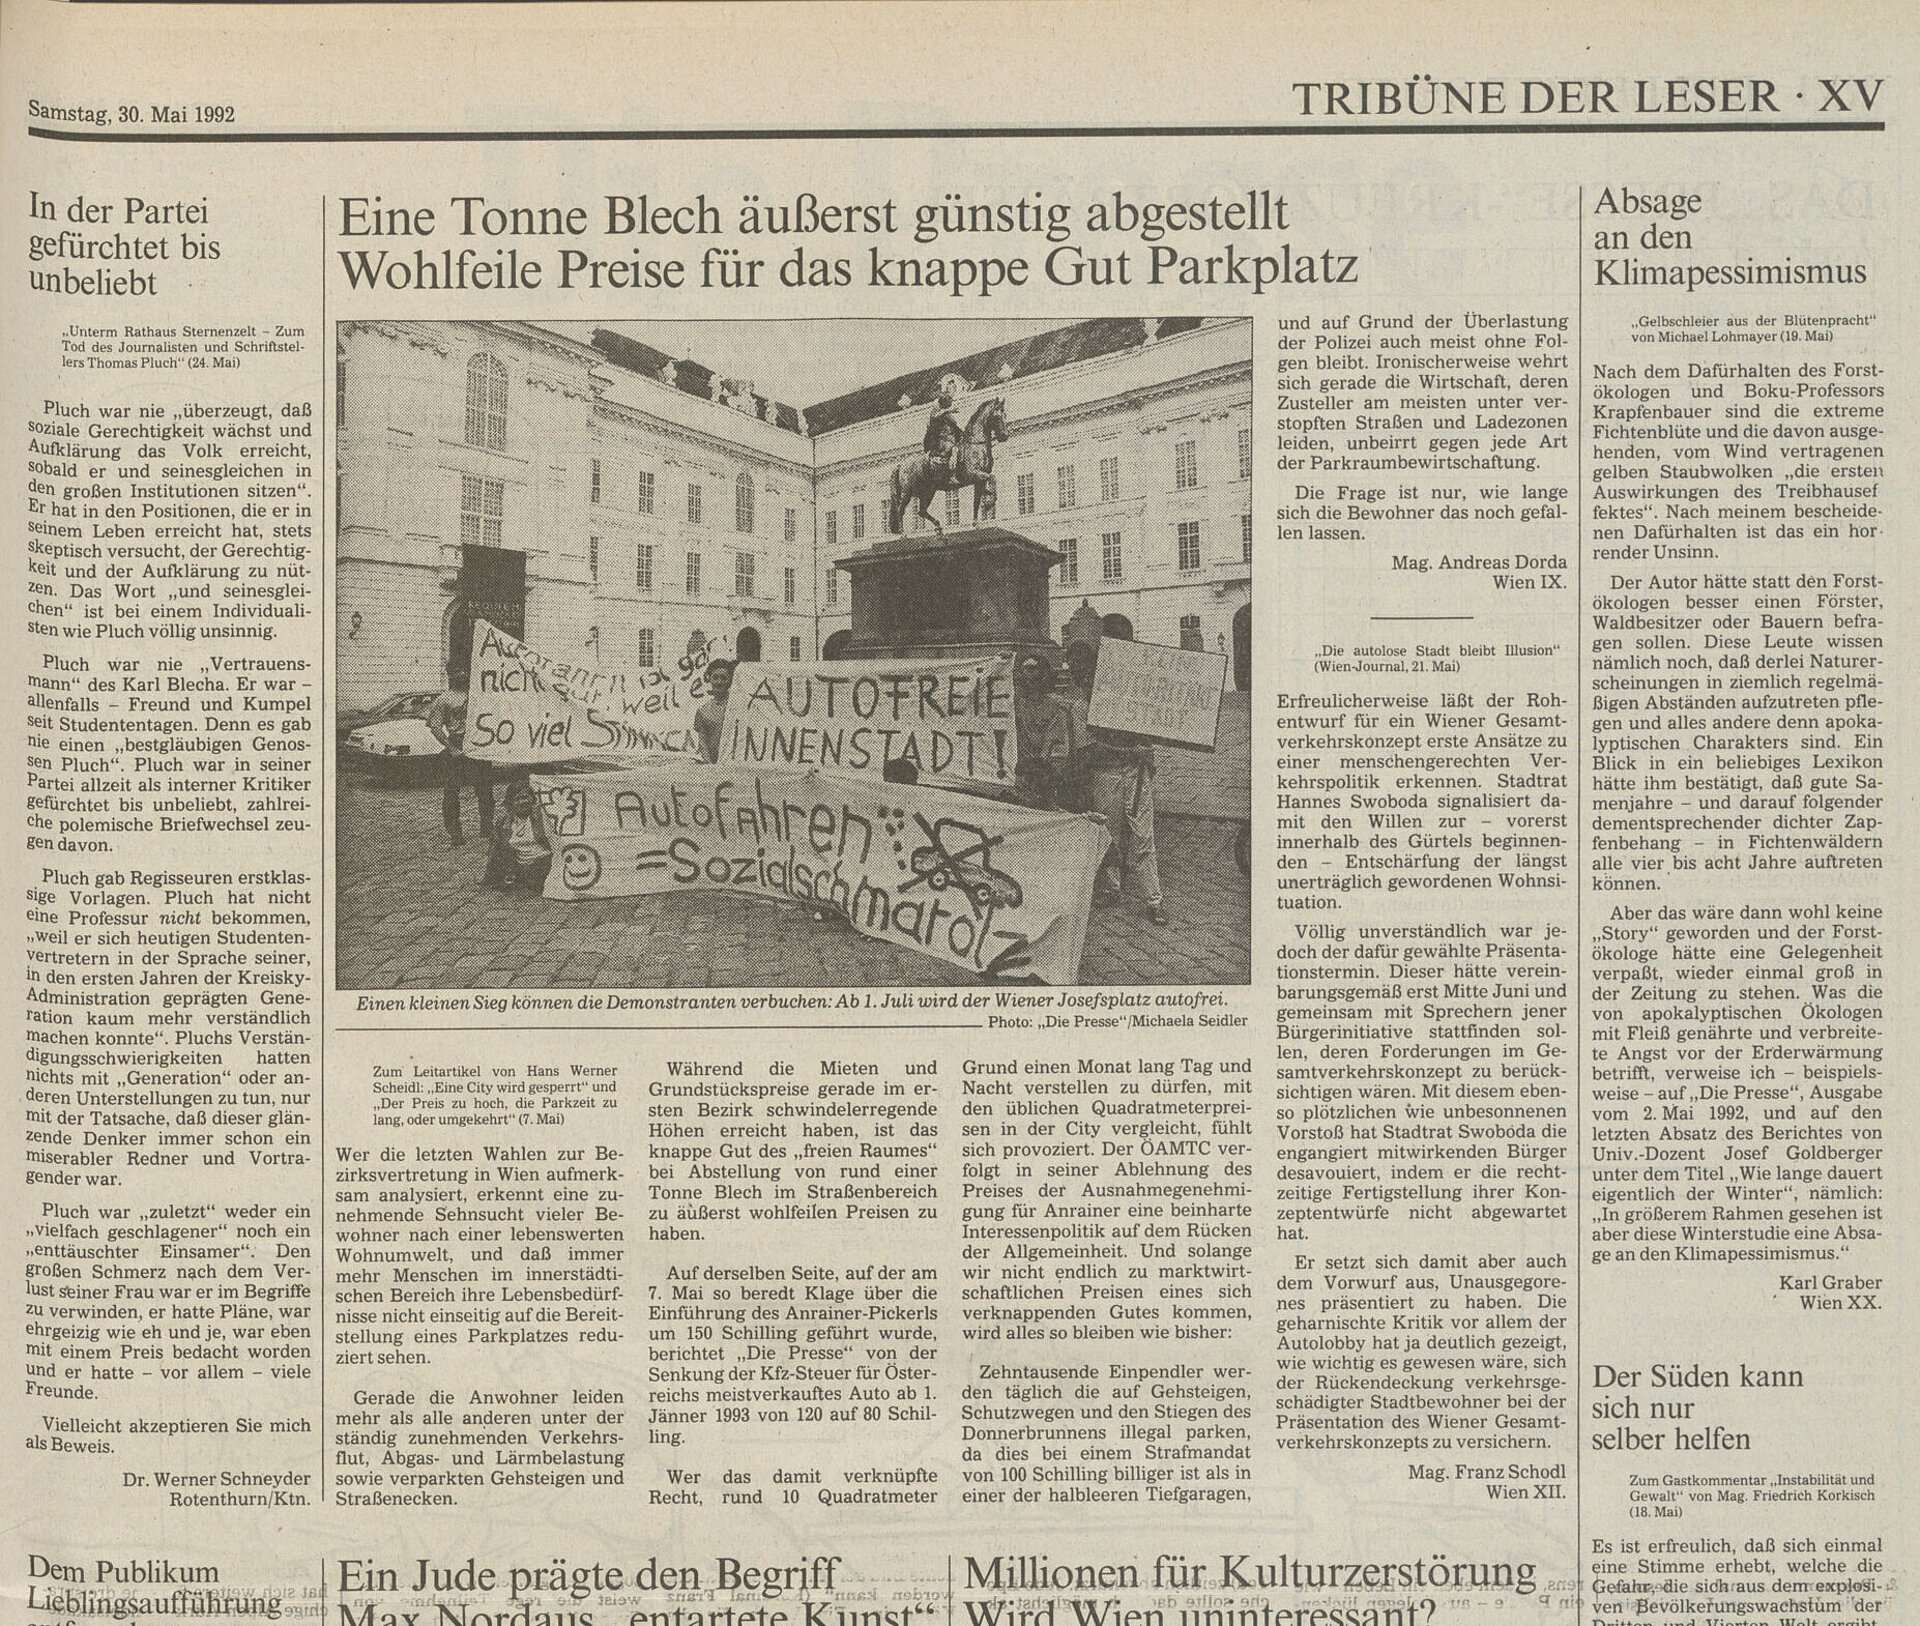 Samstag, 30. Mai 1992
TRIBÜNE DER LESER · XV
In der Partei
gefürchtet bis
unbeliebt
„Unterm Rathaus Sternenzelt – Zum
Tod des Journalisten und Schriftstel-
lers Thomas Pluch“ (24. Mai)
Pluch war nie „überzeugt, daß
soziale Gerechtigkeit wächst und
Aufklärung das Volk erreicht,
sobald er und seinesgleichen in
den großen Institutionen sitzen“.
Er hat in den Positionen, die er in
seinem Leben erreicht hat, stets
skeptisch versucht, der Gerechtig-
keit und der Aufklärung zu nüt-
zen. Das Wort „und seinesglei-
chen“ ist bei einem Individuali-
sten wie Pluch völlig unsinnig.
Pluch war nie „Vertrauens-
mann“ des Karl Blecha. Er war –
allenfalls – Freund und Kumpel
seit Studententagen. Denn es gab
nie einen „bestgläubigen Genos-
sen Pluch“. Pluch war in seiner
Partei allzeit als interner Kritiker
gefürchtet bis unbeliebt, zahlrei-
che polemische Briefwechsel zeu-
gen davon.
Pluch gab Regisseuren erstklas-
sige Vorlagen. Pluch hat nicht
eine Professur nicht bekommen,
„weil er sich heutigen Studenten-
vertretern in der Sprache seiner,
in den ersten Jahren der Kreisky-
Administration geprägten Gene-
ration kaum mehr verständlich
machen konnte“. Pluchs Verstän-
digungsschwierigkeiten hatten
nichts mit „Generation“ oder an-
deren Unterstellungen zu tun, nur
mit der Tatsache, daß dieser glän-
zende Denker immer schon ein
miserabler Redner und Vortra-
gender war.
Pluch war „zuletzt“ weder ein
„vielfach geschlagener“ noch ein
„enttäuschter Einsamer“. Den
großen Schmerz nach dem Ver-
lust seiner Frau war er im Begriffe
zu verwinden, er hatte Pläne, war
ehrgeizig wie eh und je, war eben
mit einem Preis bedacht worden
und er hatte – vor allem – viele
Freunde.
Vielleicht akzeptieren Sie mich
als Beweis.
Dr. Werner Schneyder
Rotenthurn/Ktn.
Eine Tonne Blech äußerst günstig abgestellt
Wohlfeile Preise für das knappe Gut Parkplatz
nicht gut, weil es
So viel Stinken
AUTOFREIE
INNENSTADT!
Autofahren
=Sozialschmarotz
Einen kleinen Sieg können die Demonstranten verbuchen: Ab 1. Juli wird der Wiener Josefsplatz autofrei.
Photo: „Die Presse“/Michaela Seidler
Zum Leitartikel von Hans Werner
Scheidl: „Eine City wird gesperrt“ und
„Der Preis zu hoch, die Parkzeit zu
lang, oder umgekehrt“ (7. Mai)
Wer die letzten Wahlen zur Be-
zirksvertretung in Wien aufmerk-
sam analysiert, erkennt eine zu-
nehmende Sehnsucht vieler Be-
wohner nach einer lebenswerten
Wohnumwelt, und daß immer
mehr Menschen im innerstädti-
schen Bereich ihre Lebensbedürf-
nisse nicht einseitig auf die Bereit-
stellung eines Parkplatzes redu-
ziert sehen.
Gerade die Anwohner leiden
mehr als alle anderen unter der
ständig zunehmenden Verkehrs-
flut, Abgas- und Lärmbelastung
sowie verparkten Gehsteigen und
Straßenecken.
Während die Mieten und
Grundstückspreise gerade im er-
sten Bezirk schwindelerregende
Höhen erreicht haben, ist das
knappe Gut des „freien Raumes“
bei Abstellung von rund einer
Tonne Blech im Straßenbereich
zu äußerst wohlfeilen Preisen zu
haben.
Auf derselben Seite, auf der am
7. Mai so beredt Klage über die
Einführung des Anrainer-Pickerls
um 150 Schilling geführt wurde,
berichtet „Die Presse“ von der
Senkung der Kfz-Steuer für Öster-
reichs meistverkauftes Auto ab 1.
Jänner 1993 von 120 auf 80 Schil-
ling.
Wer das damit verknüpfte
Recht, rund 10 Quadratmeter
Grund einen Monat lang Tag und
Nacht verstellen zu dürfen, mit
den üblichen Quadratmeterprei-
sen in der City vergleicht, fühlt
sich provoziert. Der ÖAMTC ver-
folgt in seiner Ablehnung des
Preises der Ausnahmegenehmi-
gung für Anrainer eine beinharte
Interessenpolitik auf dem Rücken
der Allgemeinheit. Und solange
wir nicht endlich zu marktwirt-
schaftlichen Preisen eines sich
verknappenden Gutes kommen,
wird alles so bleiben wie bisher:
Zehntausende Einpendler wer-
den täglich die auf Gehsteigen,
Schutzwegen und den Stiegen des
Donnerbrunnens illegal parken,
da dies bei einem Strafmandat
von 100 Schilling billiger ist als in
einer der halbleeren Tiefgaragen,
und auf Grund der Überlastung
der Polizei auch meist ohne Fol-
gen bleibt. Ironischerweise wehrt
sich gerade die Wirtschaft, deren
Zusteller am meisten unter ver-
stopften Straßen und Ladezonen
leiden, unbeirrt gegen jede Art
der Parkraumbewirtschaftung.
Die Frage ist nur, wie lange
sich die Bewohner das noch gefal-
len lassen.
Mag. Andreas Dorda
Wien IX.
„Die autolose Stadt bleibt Illusion“
(Wien-Journal, 21. Mai)
Erfreulicherweise läßt der Roh-
entwurf für ein Wiener Gesamt-
verkehrskonzept erste Ansätze zu
einer menschengerechten Ver-
kehrspolitik erkennen. Stadtrat
Hannes Swoboda signalisiert da-
mit den Willen zur – vorerst
innerhalb des Gürtels beginnen-
den – Entschärfung der längst
unerträglich gewordenen Wohnsi-
tuation.
Völlig unverständlich war je-
doch der dafür gewählte Präsenta-
tionstermin. Dieser hätte verein-
barungsgemäß erst Mitte Juni und
gemeinsam mit Sprechern jener
Bürgerinitiative stattfinden sol-
len, deren Forderungen im Ge-
samtverkehrskonzept zu berück-
sichtigen wären. Mit diesem eben-
so plötzlichen wie unbesonnenen
Vorstoß hat Stadtrat Swoboda die
engangiert mitwirkenden Bürger
desavouiert, indem er die recht-
zeitige Fertigstellung ihrer Kon-
zeptentwürfe nicht abgewartet
hat.
Er setzt sich damit aber auch
dem Vorwurf aus, Unausgegore-
nes präsentiert zu haben. Die
geharnischte Kritik vor allem der
Autolobby hat ja deutlich gezeigt,
wie wichtig es gewesen wäre, sich
der Rückendeckung verkehrsge-
schädigter Stadtbewohner bei der
Präsentation des Wiener Gesamt-
verkehrskonzepts zu versichern.
Mag. Franz Schodl
Wien XII.
Absage
an den
Klimapessimismus
„Gelbschleier aus der Blütenpracht“
von Michael Lohmayer (19. Mai)
Nach dem Dafürhalten des Forst-
ökologen und Boku-Professors
Krapfenbauer sind die extreme
Fichtenblüte und die davon ausge-
henden, vom Wind vertragenen
gelben Staubwolken „die ersten
Auswirkungen des Treibhausef
fektes“. Nach meinem bescheide-
nen Dafürhalten ist das ein hor-
render Unsinn.
Der Autor hätte statt den Forst-
ökologen besser einen Förster,
Waldbesitzer oder Bauern befra-
gen sollen. Diese Leute wissen
nämlich noch, daß derlei Naturer-
scheinungen in ziemlich regelmä-
ßigen Abständen aufzutreten pfle-
gen und alles andere denn apoka-
lyptischen Charakters sind. Ein
Blick in ein beliebiges Lexikon
hätte ihm bestätigt, daß gute Sa-
menjahre – und darauf folgender
dementsprechender dichter Zap-
fenbehang – in Fichtenwäldern
alle vier bis acht Jahre auftreten
können.
Aber das wäre dann wohl keine
„Story“ geworden und der Forst-
ökologe hätte eine Gelegenheit
verpaßt, wieder einmal groß in
der Zeitung zu stehen. Was die
von apokalyptischen Ökologen
mit Fleiß genährte und verbreite-
te Angst vor der Erderwärmung
betrifft, verweise ich – beispiels-
weise – auf „Die Presse“, Ausgabe
vom 2. Mai 1992, und auf den
letzten Absatz des Berichtes von
Univ.-Dozent Josef Goldberger
unter dem Titel „Wie lange dauert
eigentlich der Winter“, nämlich:
„In größerem Rahmen gesehen ist
aber diese Winterstudie eine Absa-
ge an den Klimapessimismus.“
Karl Graber
Wien XX.
Der Süden kann
sich nur
selber helfen
Zum Gastkommentar „Instabilität und
Gewalt“ von Mag. Friedrich Korkisch
(18. Mai)
Es ist erfreulich, daß sich einmal
eine Stimme erhebt, welche die
Gefahr, die sich aus dem explosi-
ven Bevölkerungswachstum der
Dritten und Vierten Welt ergibt,
Dem Publikum
Lieblingsaufführung
Ein Jude prägte den Begriff
Max Nordaus „entartete Kunst“
Millionen für Kulturzerstörung
Wird Wien uninteressant?